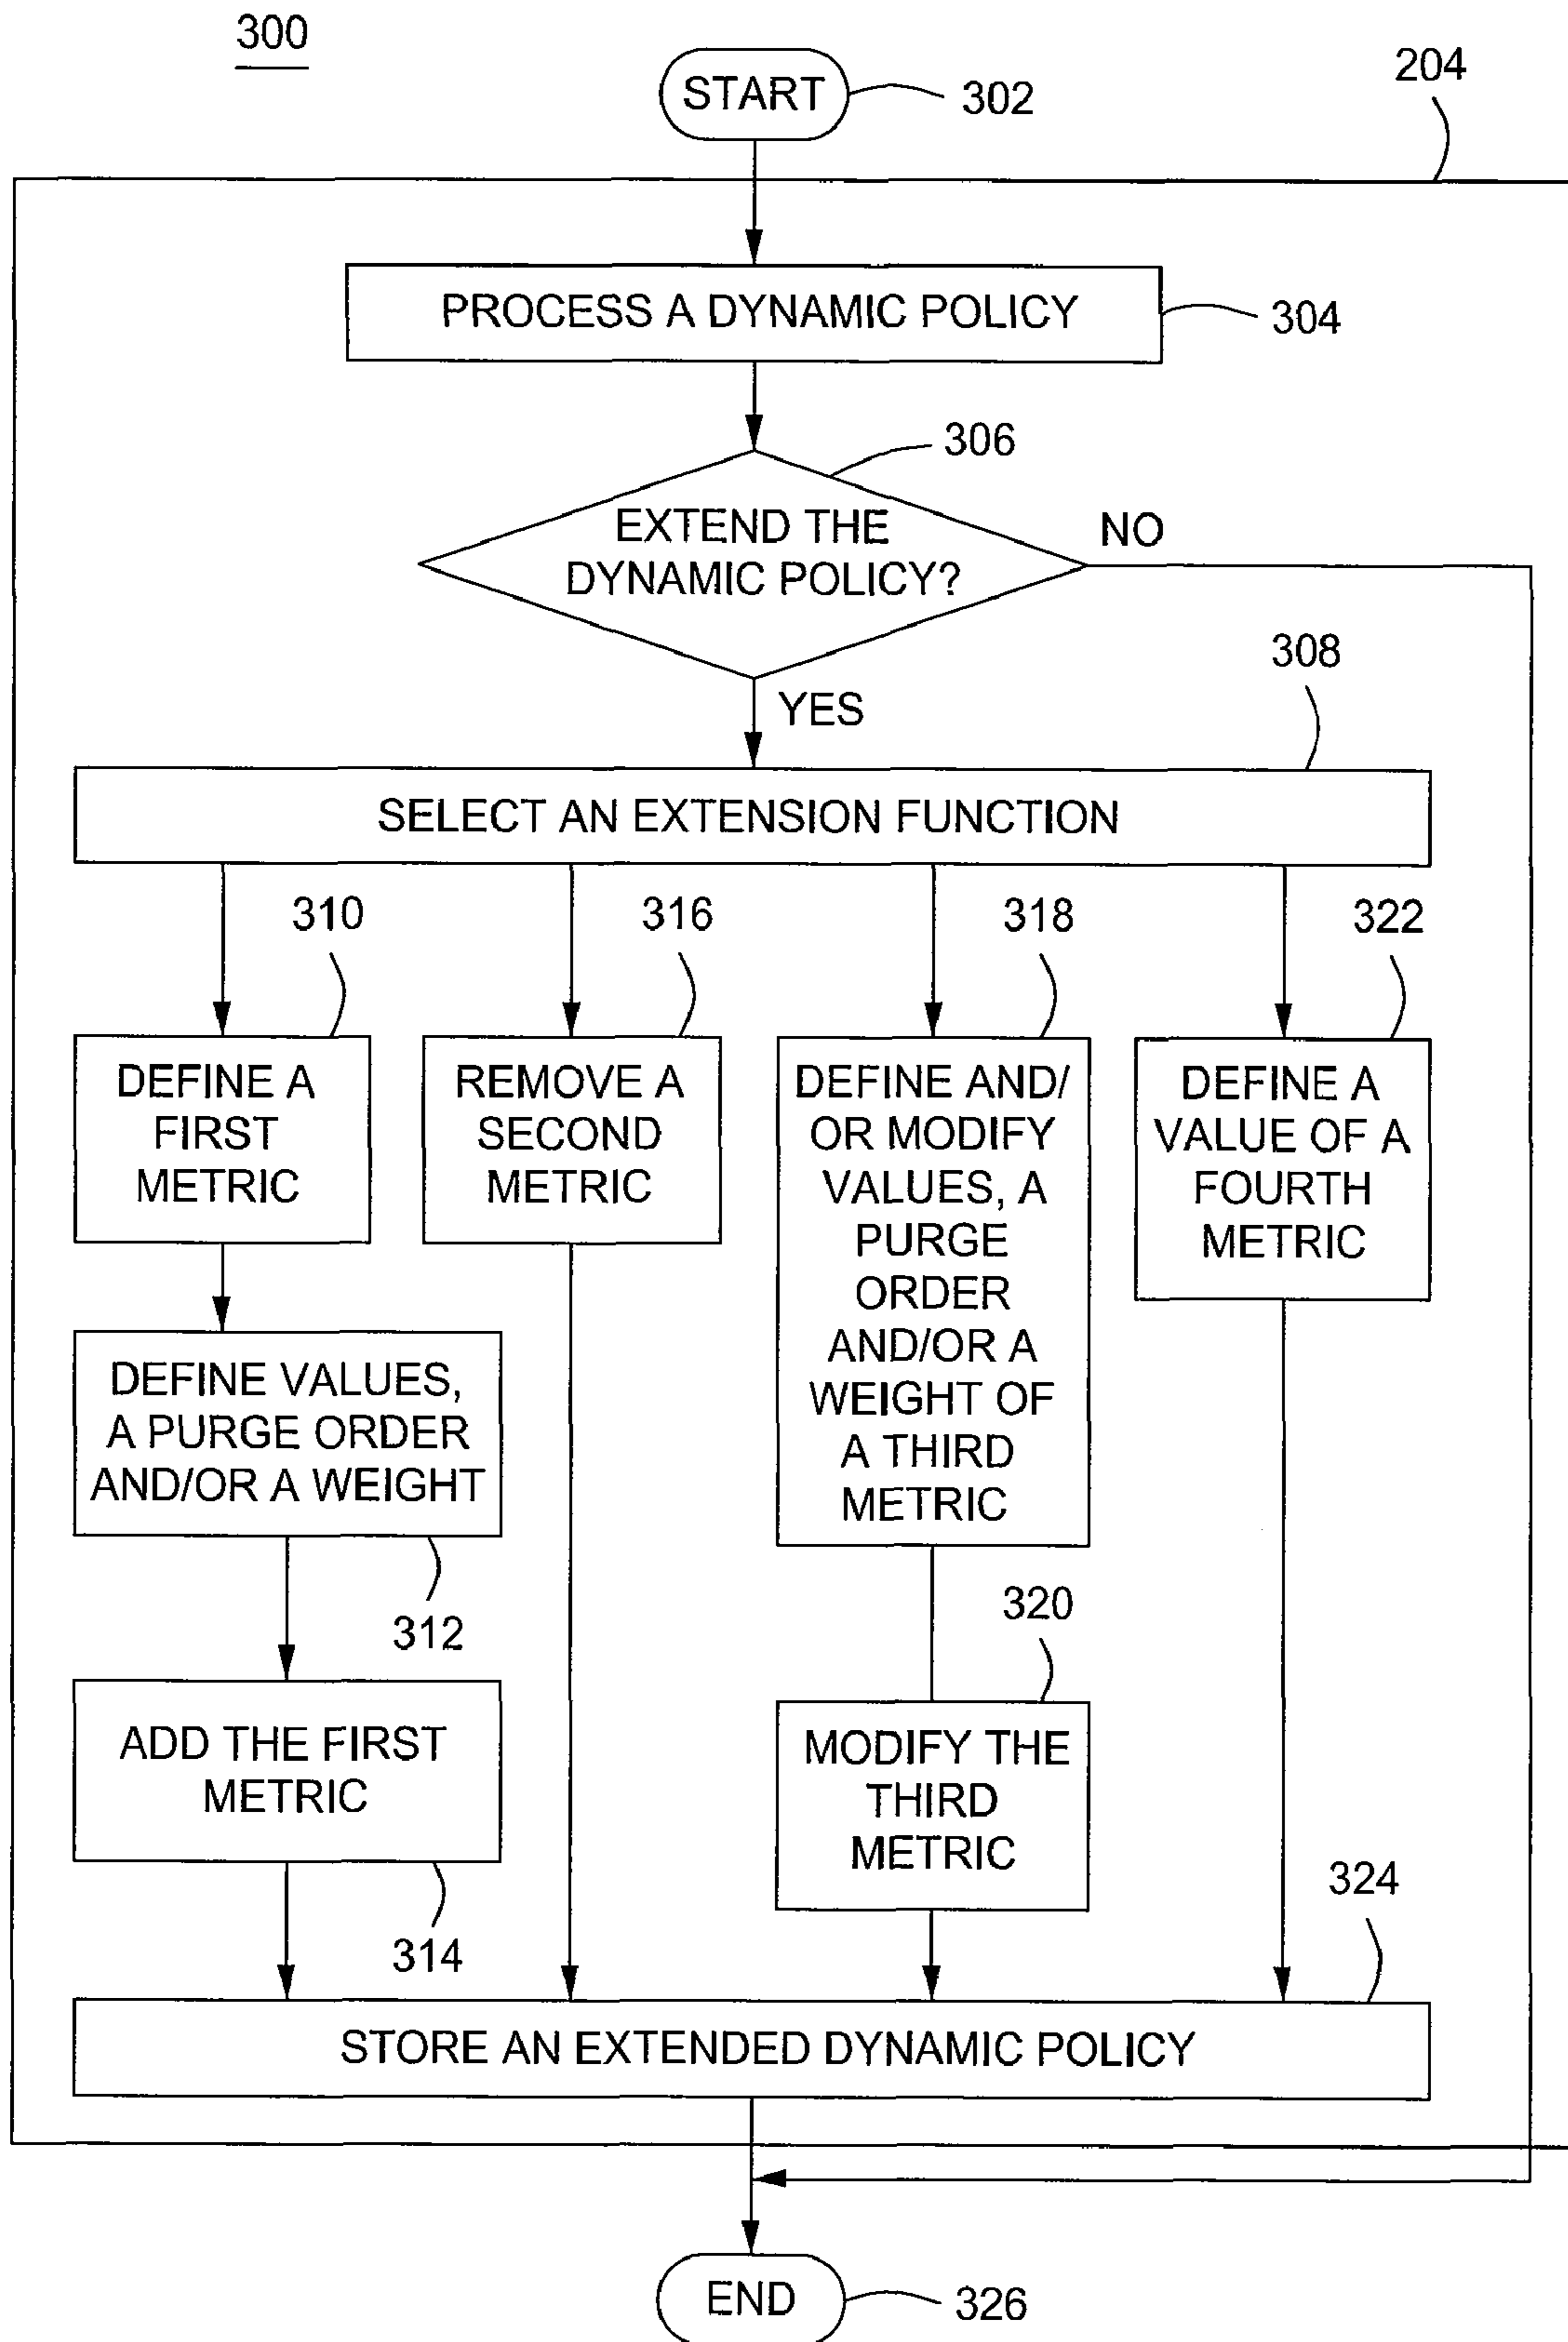 300
START
302
204
PROCESS A DYNAMIC POLICY
304
306
EXTEND THE
DYNAMIC POLICY?
NO
YES
308
SELECT AN EXTENSION FUNCTION
310
316
318
322
DEFINE A
FIRST
METRIC
REMOVE A
SECOND
METRIC
DEFINE AND/
OR MODIFY
VALUES, A
PURGE
ORDER
AND/OR A
WEIGHT OF
A THIRD
METRIC
DEFINE A
VALUE OF A
FOURTH
METRIC
DEFINE VALUES,
A PURGE ORDER
AND/OR A WEIGHT
312
320
ADD THE FIRST
METRIC
MODIFY THE
THIRD
METRIC
314
324
STORE AN EXTENDED DYNAMIC POLICY
END
326